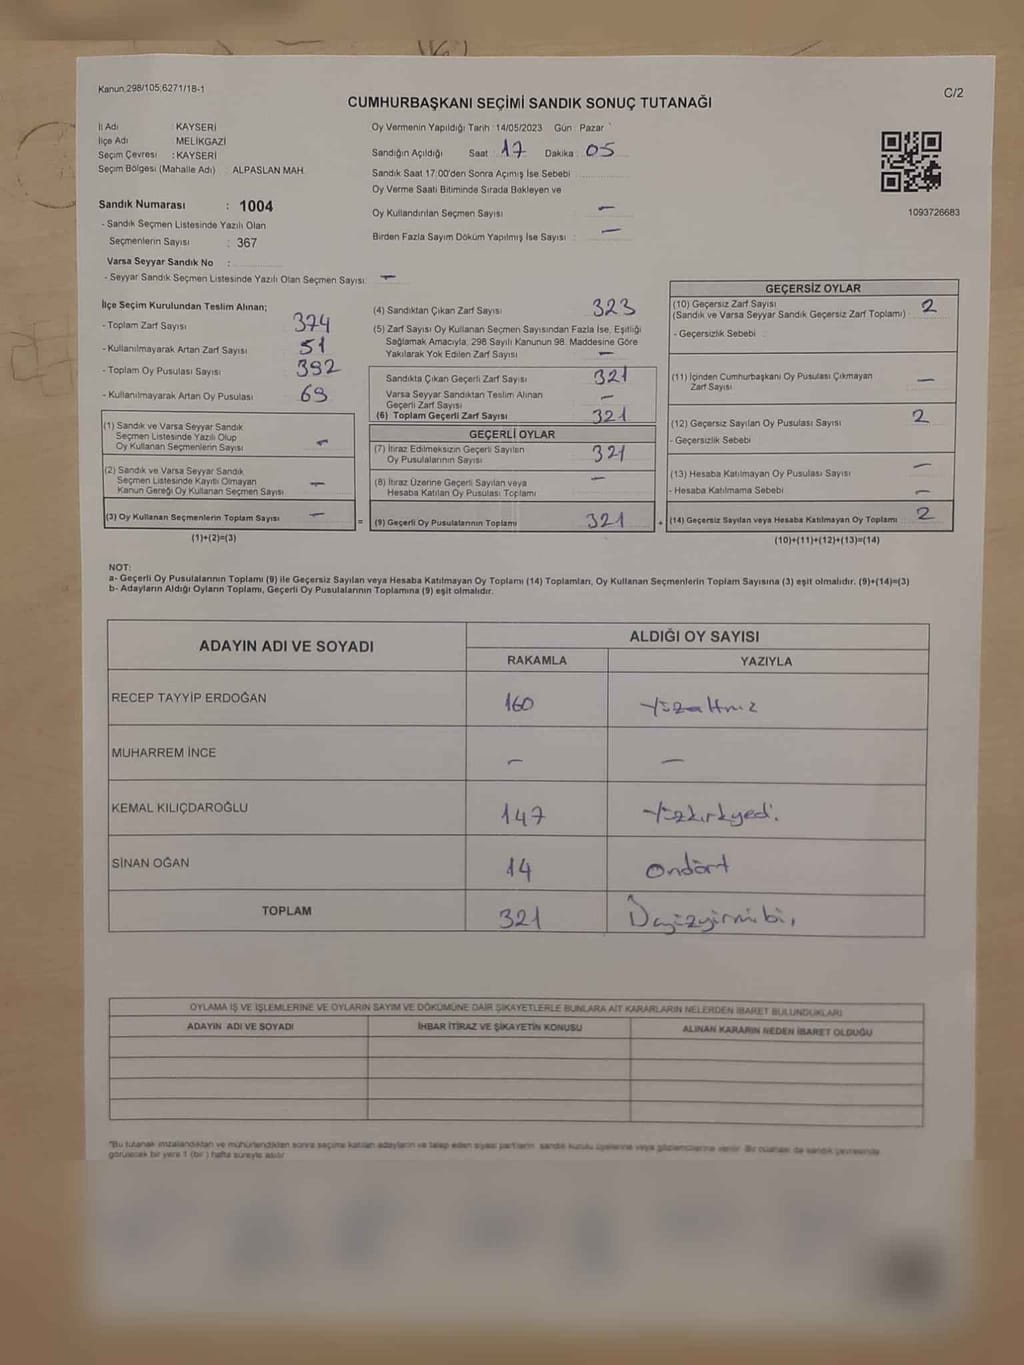 Kanun,298/105,6271/18-1
C/2
CUMHURBAŞKANI SEÇİMİ SANDIK SONUÇ TUTANAĞI
İl Adı : KAYSERİ
İlçe Adı : MELİKGAZİ
Seçim Çevresi : KAYSERİ
Seçim Bölgesi (Mahalle Adı) : ALPASLAN MAH.
Oy Vermenin Yapıldığı Tarih : 14/05/2023 Gün : Pazar
Sandığın Açıldığı Saat : 17 Dakika : 05
Sandık Saat 17:00'den Sonra Açımış İse Sebebi :
Oy Verme Saati Bitiminde Sırada Bekleyen ve
Oy Kullandırılan Seçmen Sayısı : —
Birden Fazla Sayım Döküm Yapılmış İse Sayısı : —
1093726683
Sandık Numarası : 1004
- Sandık Seçmen Listesinde Yazılı Olan
Seçmenlerin Sayısı : 367
Varsa Seyyar Sandık No :
- Seyyar Sandık Seçmen Listesinde Yazılı Olan Seçmen Sayısı: —
İlçe Seçim Kurulundan Teslim Alınan;
- Toplam Zarf Sayısı 374
- Kullanılmayarak Artan Zarf Sayısı 51
- Toplam Oy Pusulası Sayısı 392
- Kullanılmayarak Artan Oy Pusulası 69
(1) Sandık ve Varsa Seyyar Sandık
Seçmen Listesinde Yazılı Olup
Oy Kullanan Seçmenlerin Sayısı —
(2) Sandık ve Varsa Seyyar Sandık
Seçmen Listesinde Kayıtlı Olmayan
Kanun Gereği Oy Kullanan Seçmen Sayısı —
(3) Oy Kullanan Seçmenlerin Toplam Sayısı —
(1)+(2)=(3)
(4) Sandıktan Çıkan Zarf Sayısı 323
(5) Zarf Sayısı Oy Kullanan Seçmen Sayısından Fazla İse, Eşitliği
Sağlamak Amacıyla, 298 Sayılı Kanunun 98. Maddesine Göre
Yakılarak Yok Edilen Zarf Sayısı —
Sandıkta Çıkan Geçerli Zarf Sayısı 321
Varsa Seyyar Sandıktan Teslim Alınan
Geçerli Zarf Sayısı —
(6) Toplam Geçerli Zarf Sayısı 321
GEÇERLİ OYLAR
(7) İtiraz Edilmeksizin Geçerli Sayılan
Oy Pusulalarının Sayısı 321
(8) İtiraz Üzerine Geçerli Sayılan veya
Hesaba Katılan Oy Pusulası Toplamı —
= (9) Geçerli Oy Pusulalarının Toplamı 321
GEÇERSİZ OYLAR
(10) Geçersiz Zarf Sayısı 2
(Sandık ve Varsa Seyyar Sandık Geçersiz Zarf Toplamı) :
- Geçersizlik Sebebi :
(11) İçinden Cumhurbaşkanı Oy Pusulası Çıkmayan
Zarf Sayısı —
(12) Geçersiz Sayılan Oy Pusulası Sayısı 2
- Geçersizlik Sebebi
(13) Hesaba Katılmayan Oy Pusulası Sayısı —
- Hesaba Katılmama Sebebi —
+ (14) Geçersiz Sayılan veya Hesaba Katılmayan Oy Toplamı 2
(10)+(11)+(12)+(13)=(14)
NOT:
a- Geçerli Oy Pusulalarının Toplamı (9) ile Geçersiz Sayılan veya Hesaba Katılmayan Oy Toplamı (14) Toplamları, Oy Kullanan Seçmenlerin Toplam Sayısına (3) eşit olmalıdır. (9)+(14)=(3)
b- Adayların Aldığı Oyların Toplamı, Geçerli Oy Pusulalarının Toplamına (9) eşit olmalıdır.
ADAYIN ADI VE SOYADI
ALDIĞI OY SAYISI
RAKAMLA YAZIYLA
RECEP TAYYİP ERDOĞAN 160 Yüzaltmız
MUHARREM İNCE — —
KEMAL KILIÇDAROĞLU 147 Yüzkırkyedi.
SİNAN OĞAN 14 Ondört
TOPLAM 321 Üçyüzyirmibi,
OYLAMA İŞ VE İŞLEMLERİNE VE OYLARIN SAYIM VE DÖKÜMÜNE DAİR ŞİKAYETLERLE BUNLARA AİT KARARLARIN NELERDEN İBARET BULUNDUKLARI
ADAYIN ADI VE SOYADI İHBAR İTİRAZ VE ŞİKAYETİN KONUSU ALINAN KARARIN NEDEN İBARET OLDUĞU
*Bu tutanak imzalandıktan ve mühürlendikten sonra seçime katılan adayların ve talep eden siyasi partilerin sandık kurulu üyelerine veya gözlemcilerine verilir. Bir nüshası da sandık çevresinde
görülecek bir yere 1 (bir) hafta süreyle asılır.